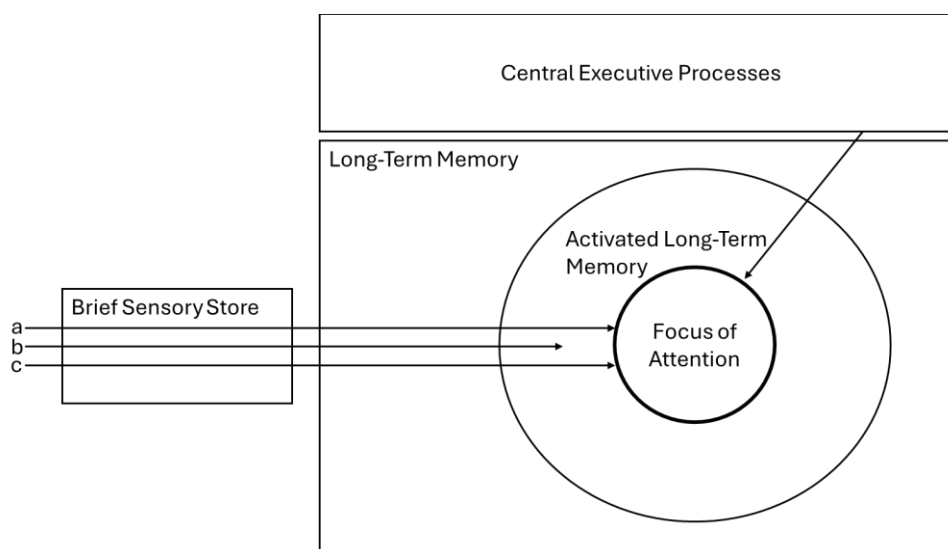 Central Executive Processes
Long-Term Memory
Activated Long-Term
Memory
Brief Sensory Store
a
b
c
Focus of
Attention